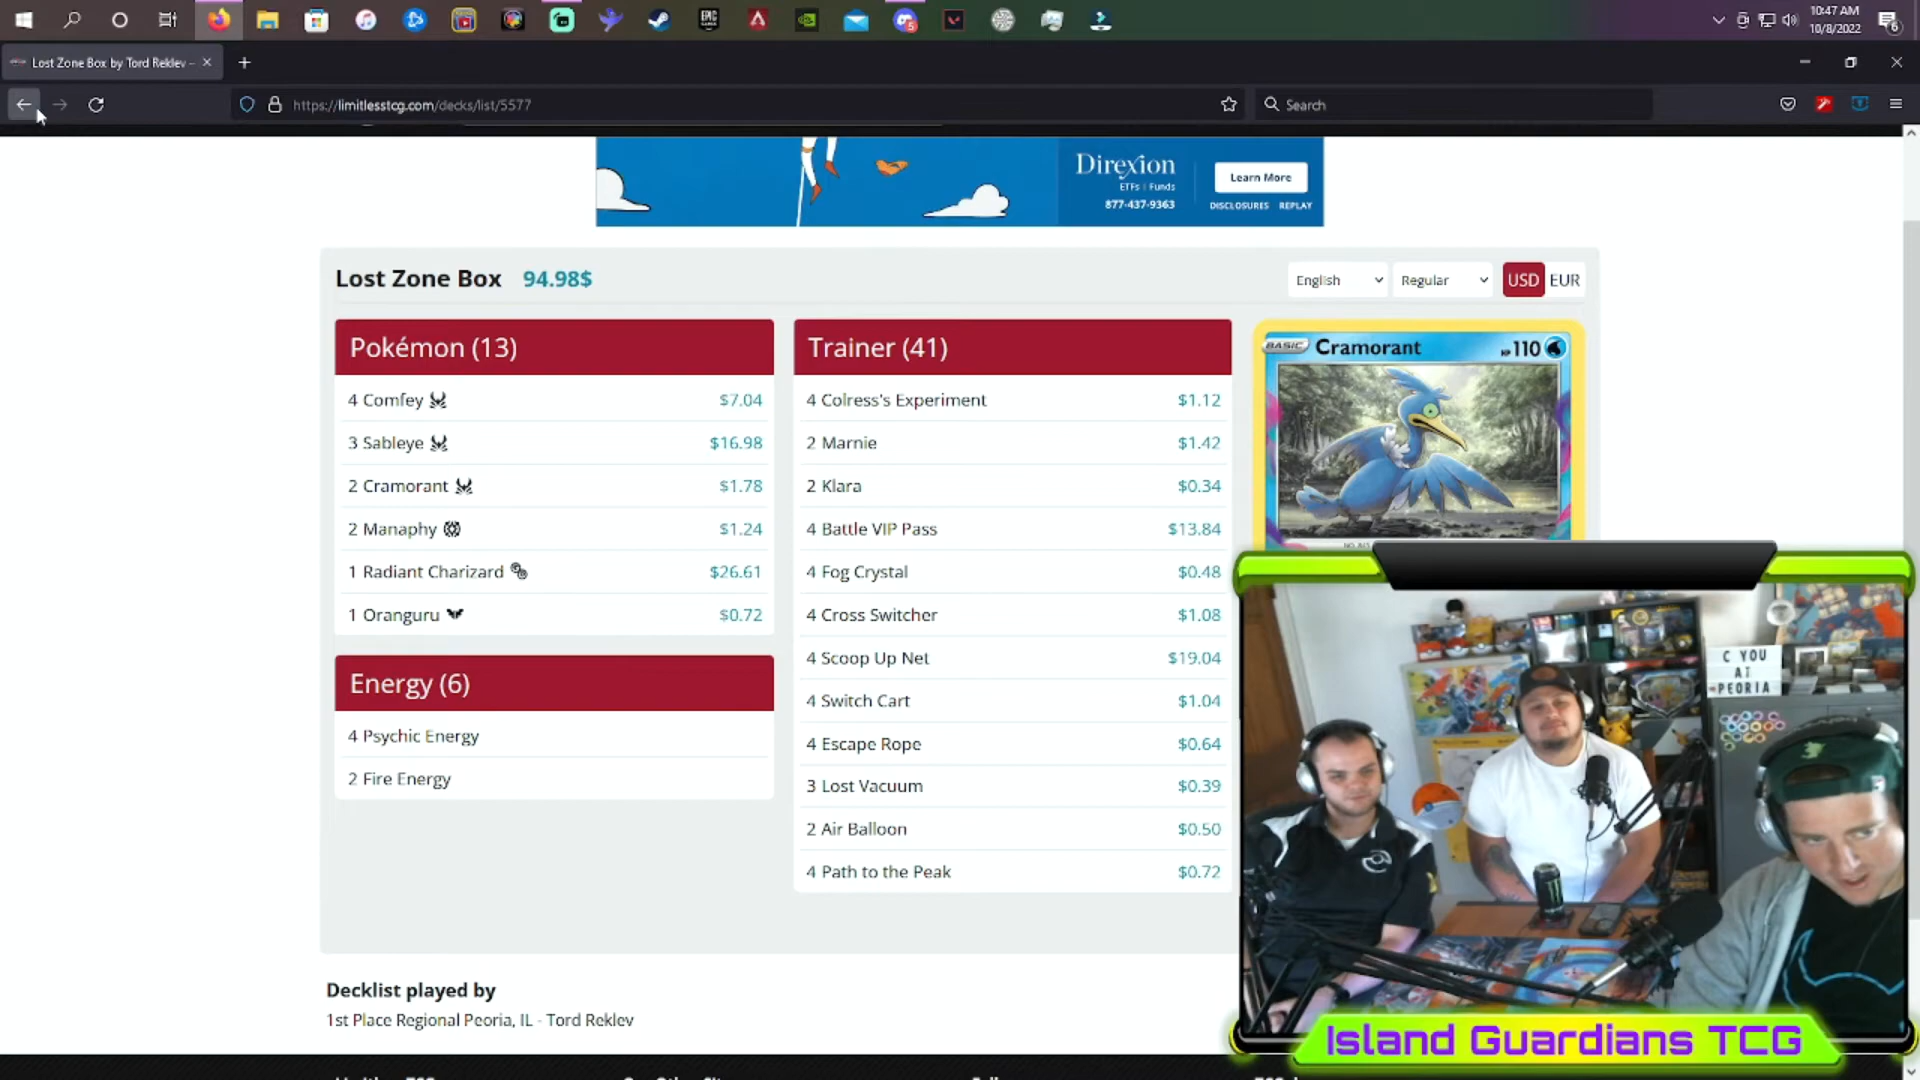 10:47 AM
10/8/2022
Lost Zone Box by Tord Reklev -
https://limitlesstcg.com/decks/list/5577
Search
Direxion
ETFs | Funds
877-437-9363
Learn More
DISCLOSURES REPLAY
Lost Zone Box 94.98$
English
Regular
USD EUR
Pokémon (13)
4 Comfey $7.04
3 Sableye $16.98
2 Cramorant $1.78
2 Manaphy $1.24
1 Radiant Charizard $26.61
1 Oranguru $0.72
Energy (6)
4 Psychic Energy
2 Fire Energy
Trainer (41)
4 Colress's Experiment $1.12
2 Marnie $1.42
2 Klara $0.34
4 Battle VIP Pass $13.84
4 Fog Crystal $0.48
4 Cross Switcher $1.08
4 Scoop Up Net $19.04
4 Switch Cart $1.04
4 Escape Rope $0.64
3 Lost Vacuum $0.39
2 Air Balloon $0.50
4 Path to the Peak $0.72
BASIC Cramorant HP 110
C YOU
AT
PEORIA
Decklist played by
1st Place Regional Peoria, IL - Tord Reklev
Island Guardians TCG